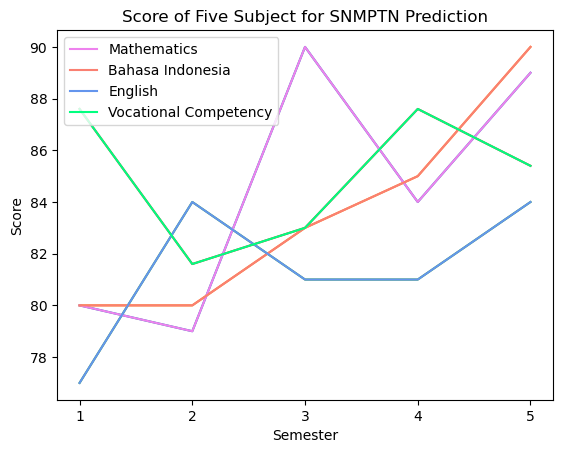 Score of Five Subject for SNMPTN Prediction
Mathematics
Bahasa Indonesia
English
Vocational Competency
90
88
86
84
82
80
78
Score
1 2 3 4 5
Semester